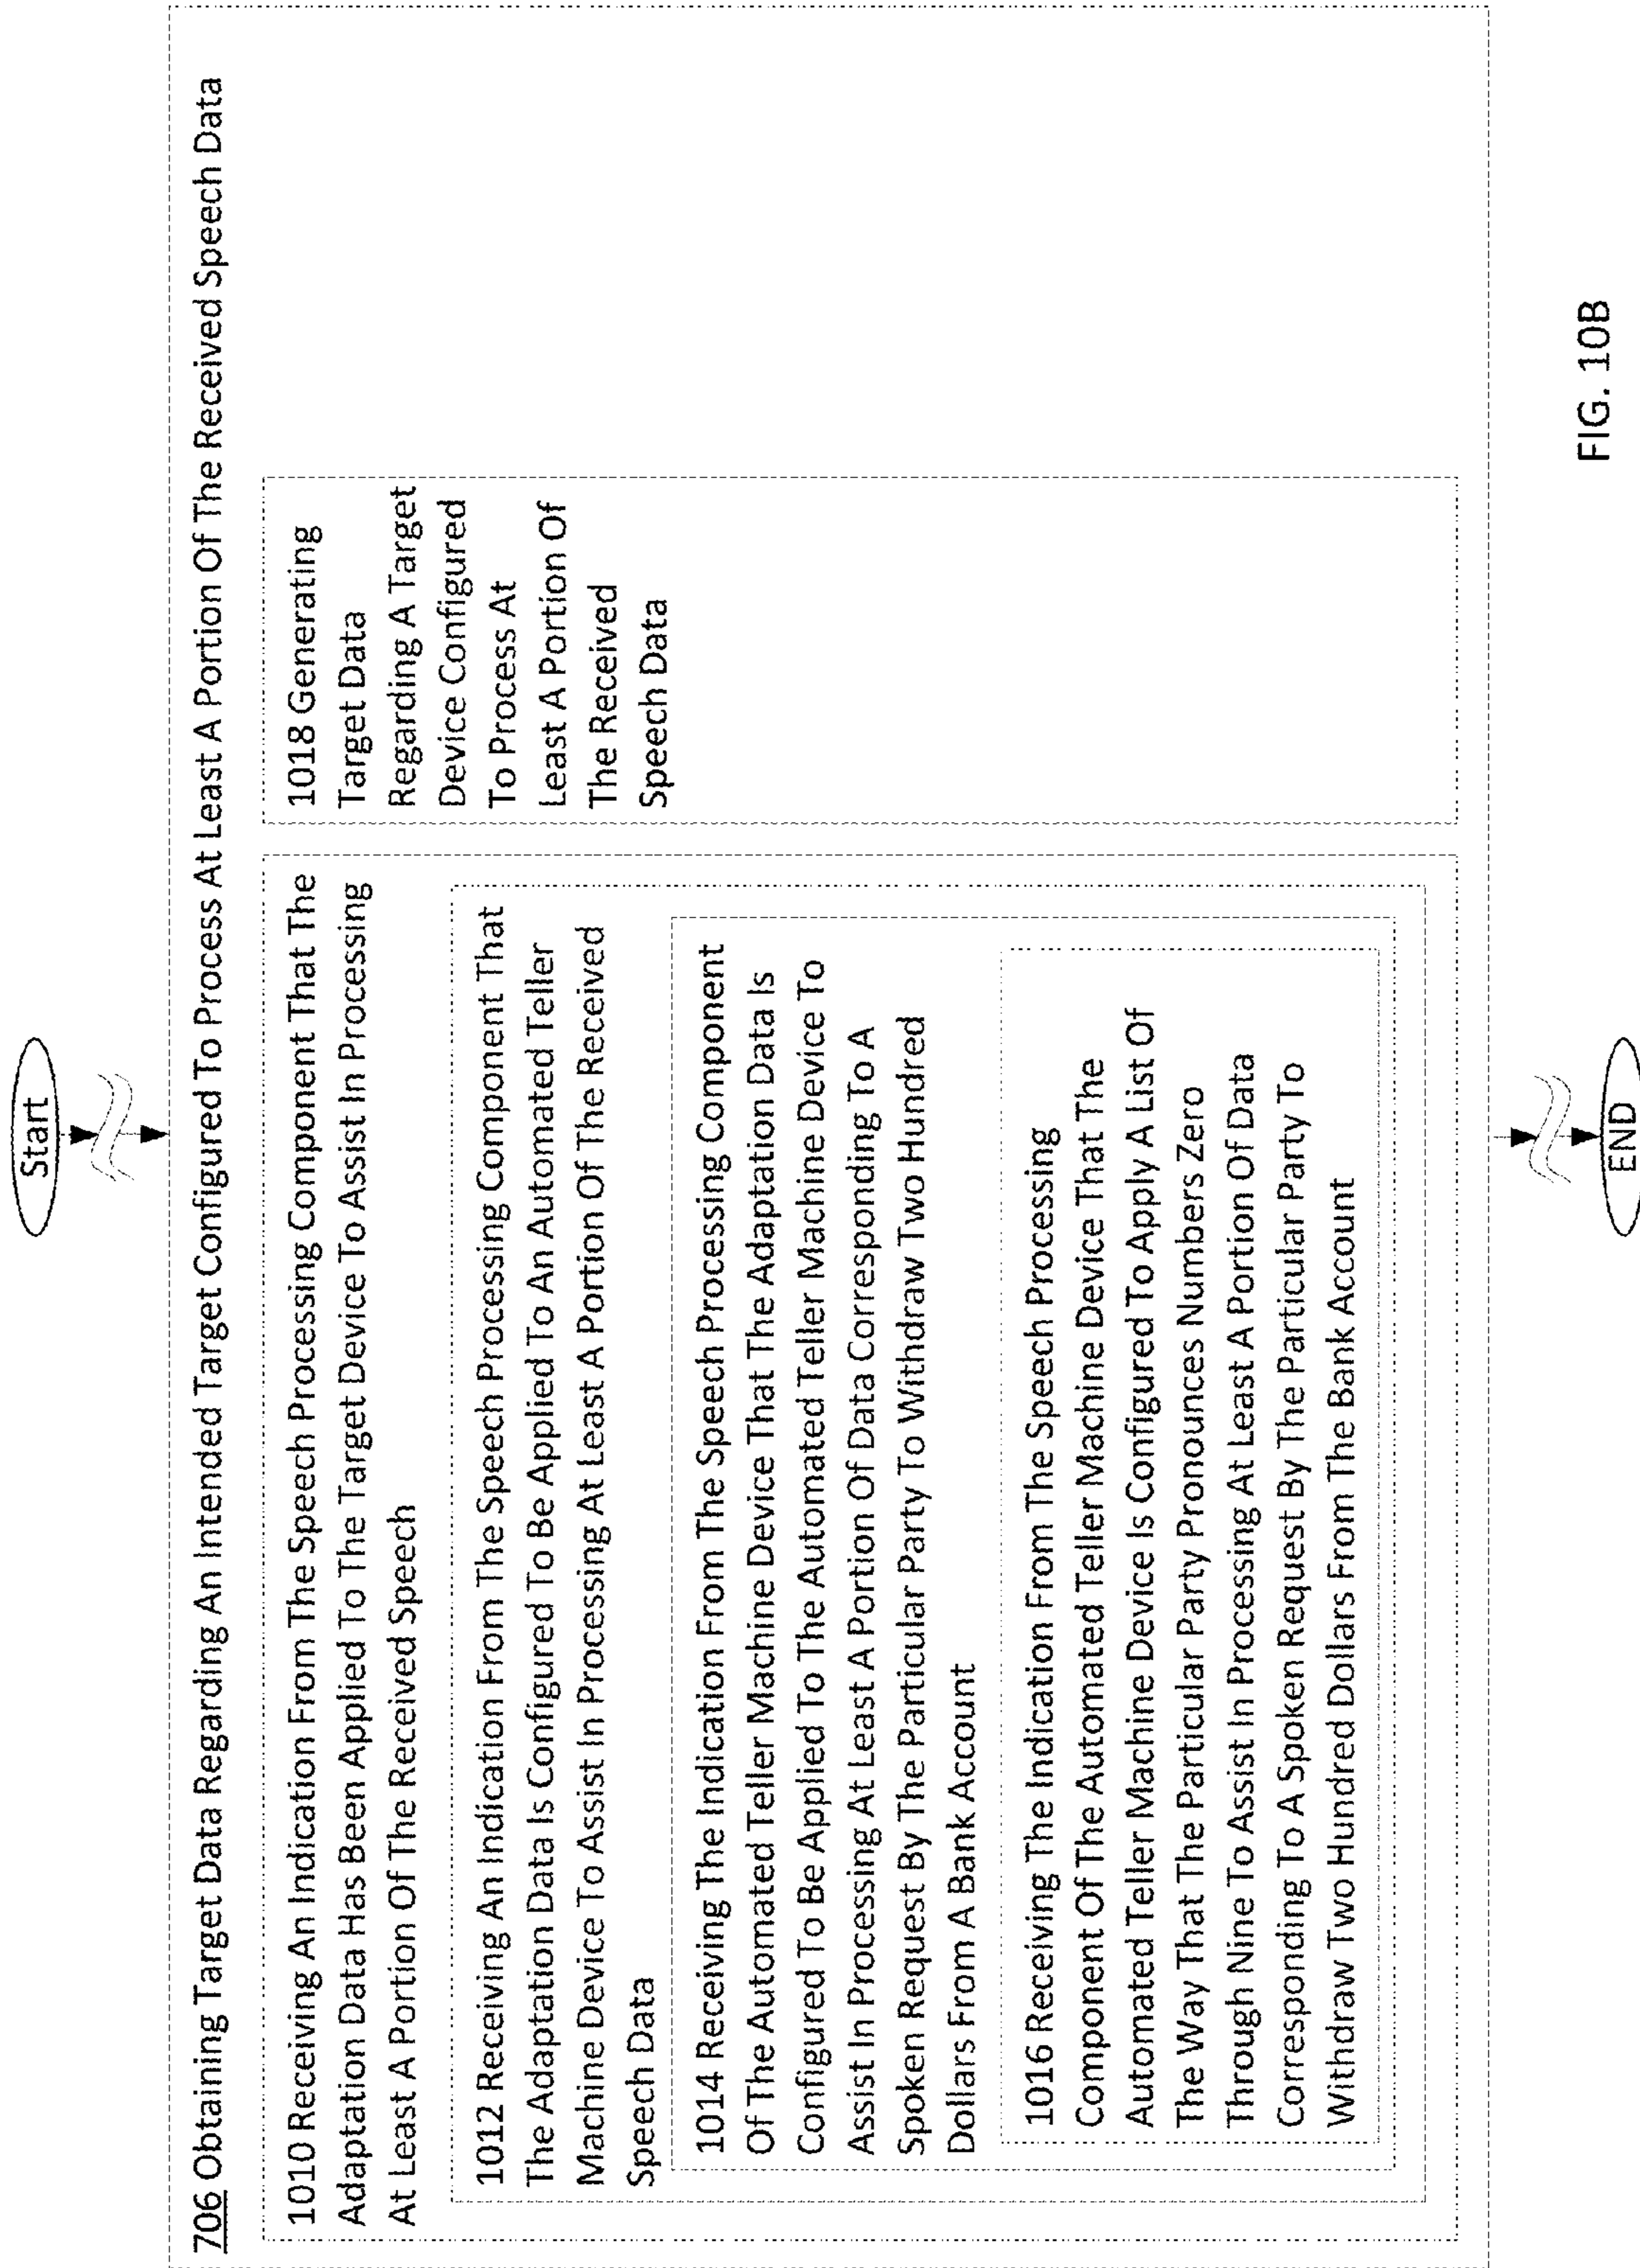 Start
706 Obtaining Target Data Regarding An Intended Target Configured To Process At Least A Portion Of The Received Speech Data
1010 Receiving An Indication From The Speech Processing Component That The
Adaptation Data Has Been Applied To The Target Device To Assist In Processing
At Least A Portion Of The Received Speech
1012 Receiving An Indication From The Speech Processing Component That
The Adaptation Data Is Configured To Be Applied To An Automated Teller
Machine Device To Assist In Processing At Least A Portion Of The Received
Speech Data
1014 Receiving The Indication From The Speech Processing Component
Of The Automated Teller Machine Device That The Adaptation Data Is
Configured To Be Applied To The Automated Teller Machine Device To
Assist In Processing At Least A Portion Of Data Corresponding To A
Spoken Request By The Particular Party To Withdraw Two Hundred
Dollars From A Bank Account
1016 Receiving The Indication From The Speech Processing
Component Of The Automated Teller Machine Device That The
Automated Teller Machine Device Is Configured To Apply A List Of
The Way That The Particular Party Pronounces Numbers Zero
Through Nine To Assist In Processing At Least A Portion Of Data
Corresponding To A Spoken Request By The Particular Party To
Withdraw Two Hundred Dollars From The Bank Account
1018 Generating
Target Data
Regarding A Target
Device Configured
To Process At
Least A Portion Of
The Received
Speech Data
END
FIG. 10B